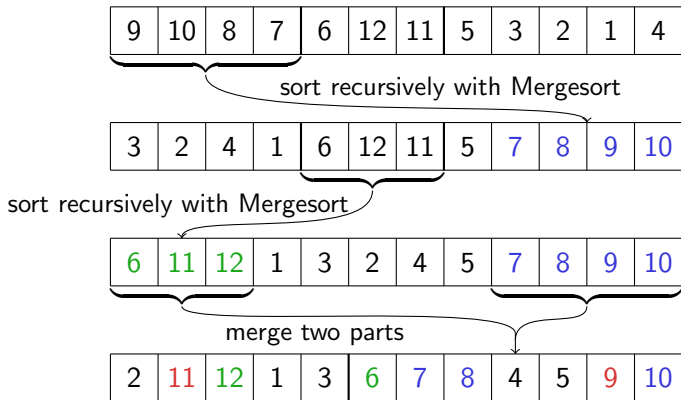 9 10 8 7 6 12 11 5 3 2 1 4
sort recursively with Mergesort
3 2 4 1 6 12 11 5 7 8 9 10
sort recursively with Mergesort
6 11 12 1 3 2 4 5 7 8 9 10
merge two parts
2 11 12 1 3 6 7 8 4 5 9 10